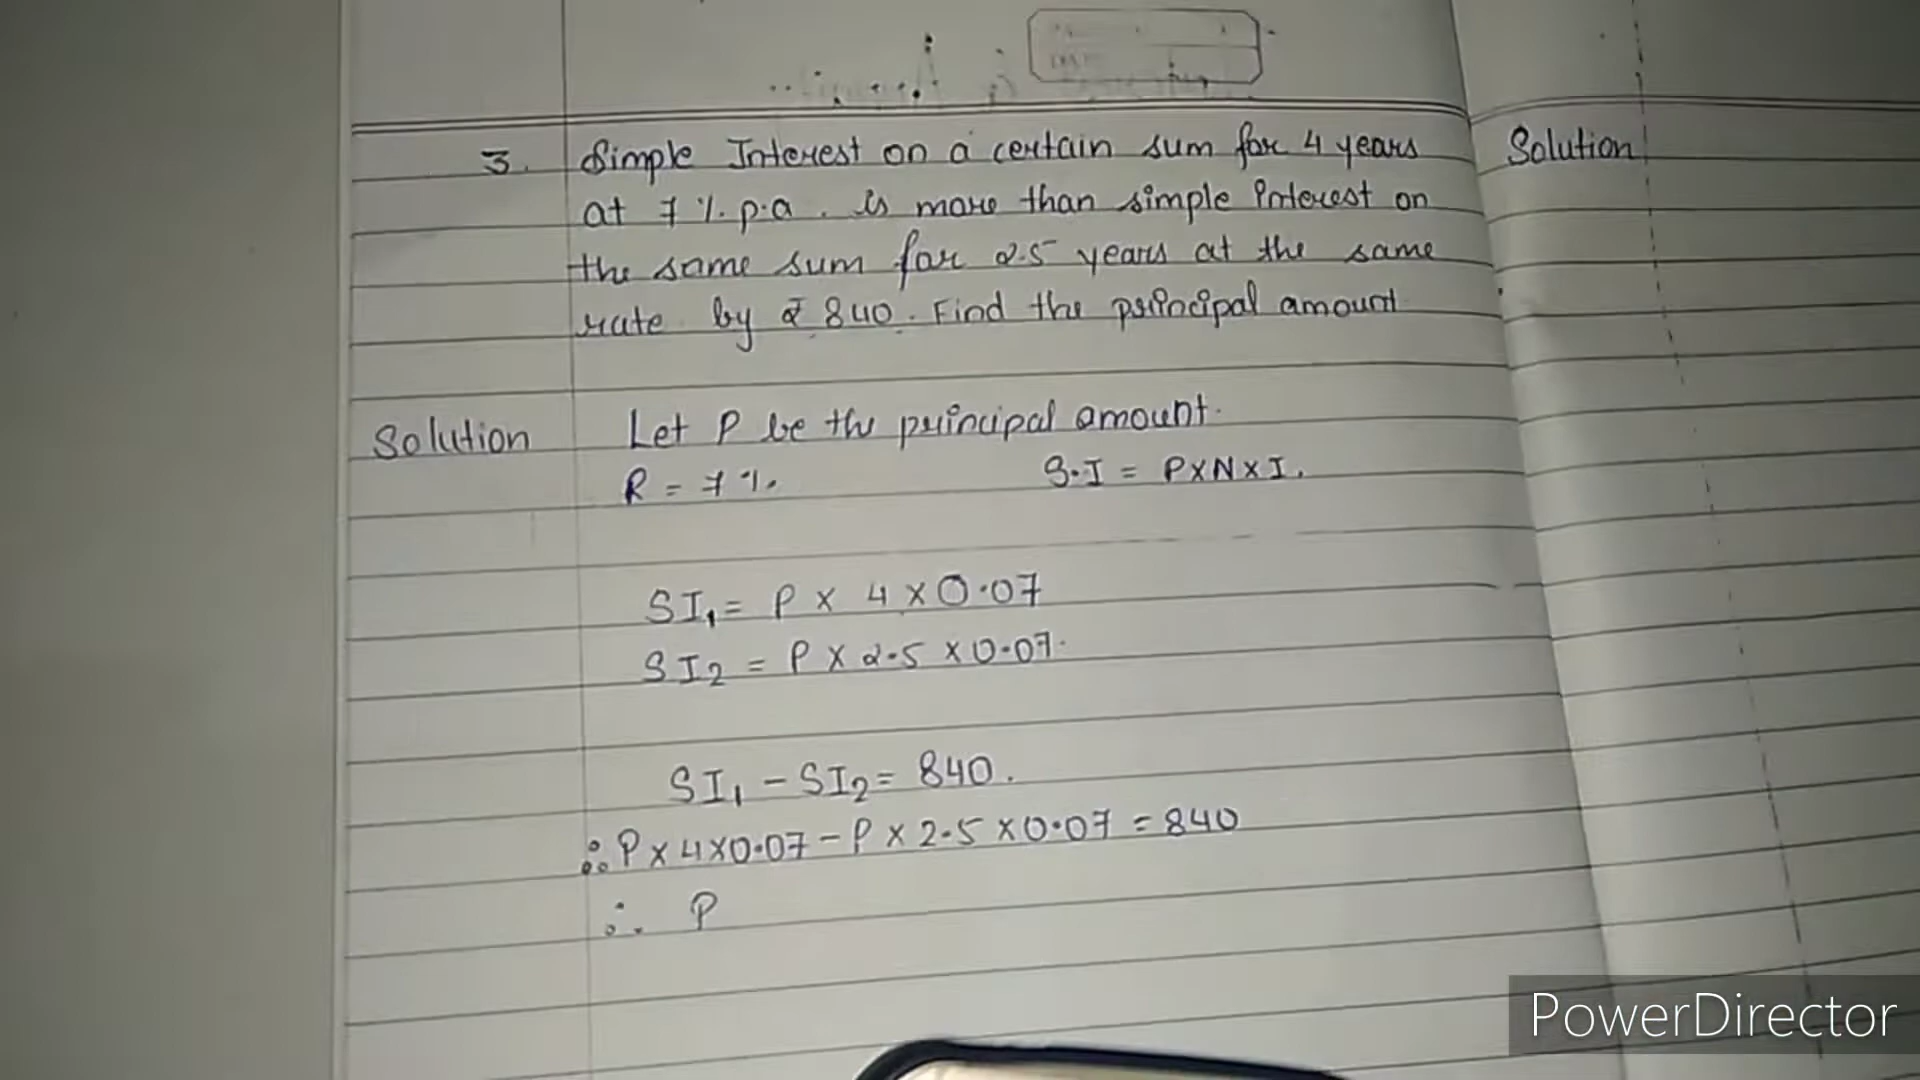 3. Simple Interest on a certain sum for 4 years
at 7 %. p.a. is more than simple interest on
the same sum for 2.5 years at the same
rate by ₹ 840. Find the principal amount
Solution Let P be the principal amount.
R = 7 %. S.I = P×N×I.
SI₁ = P × 4 × 0.07
SI₂ = P × 2.5 × 0.07.
SI₁ - SI₂ = 840.
∴ P × 4 × 0.07 - P × 2.5 × 0.07 = 840
∴ P
Solution
PowerDirector